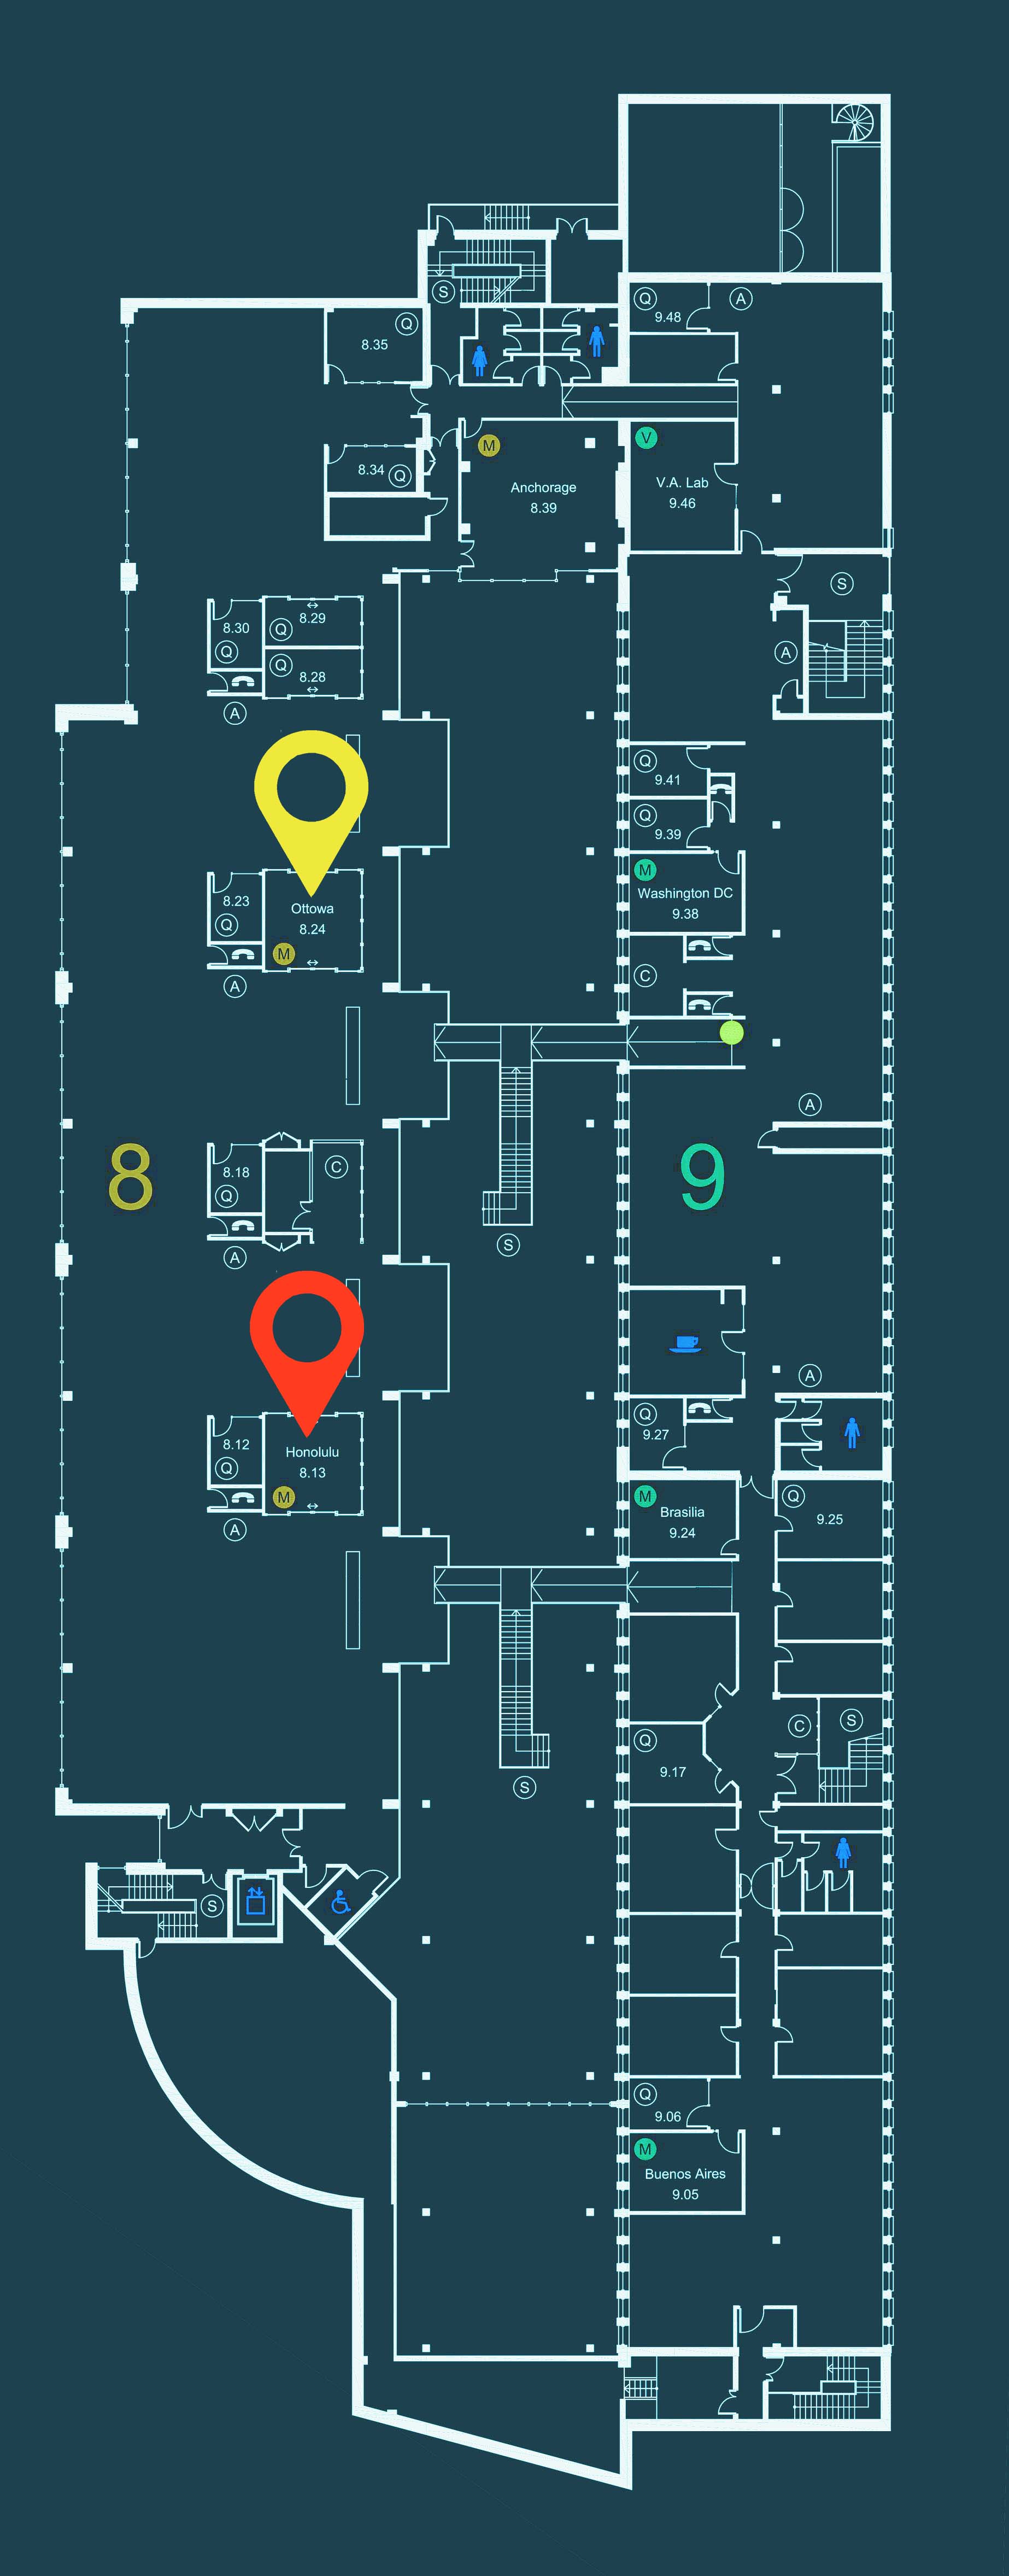 Q
A
9.48
S
Q
8.35
V
V.A. Lab
9.46
M
Anchorage
8.39
8.34
Q
S
A
8.30
Q
8.29
Q
Q
8.28
A
Q
9.41
Q
9.39
M
Washington DC
9.38
8.23
Q
Ottowa
8.24
M
A
C
A
8
8.18
Q
C
A
9
S
A
Q
9.27
8.12
Q
Honolulu
8.13
M
A
M
Brasilia
9.24
Q
9.25
Q
9.17
C
S
S
S
Q
9.06
M
Buenos Aires
9.05